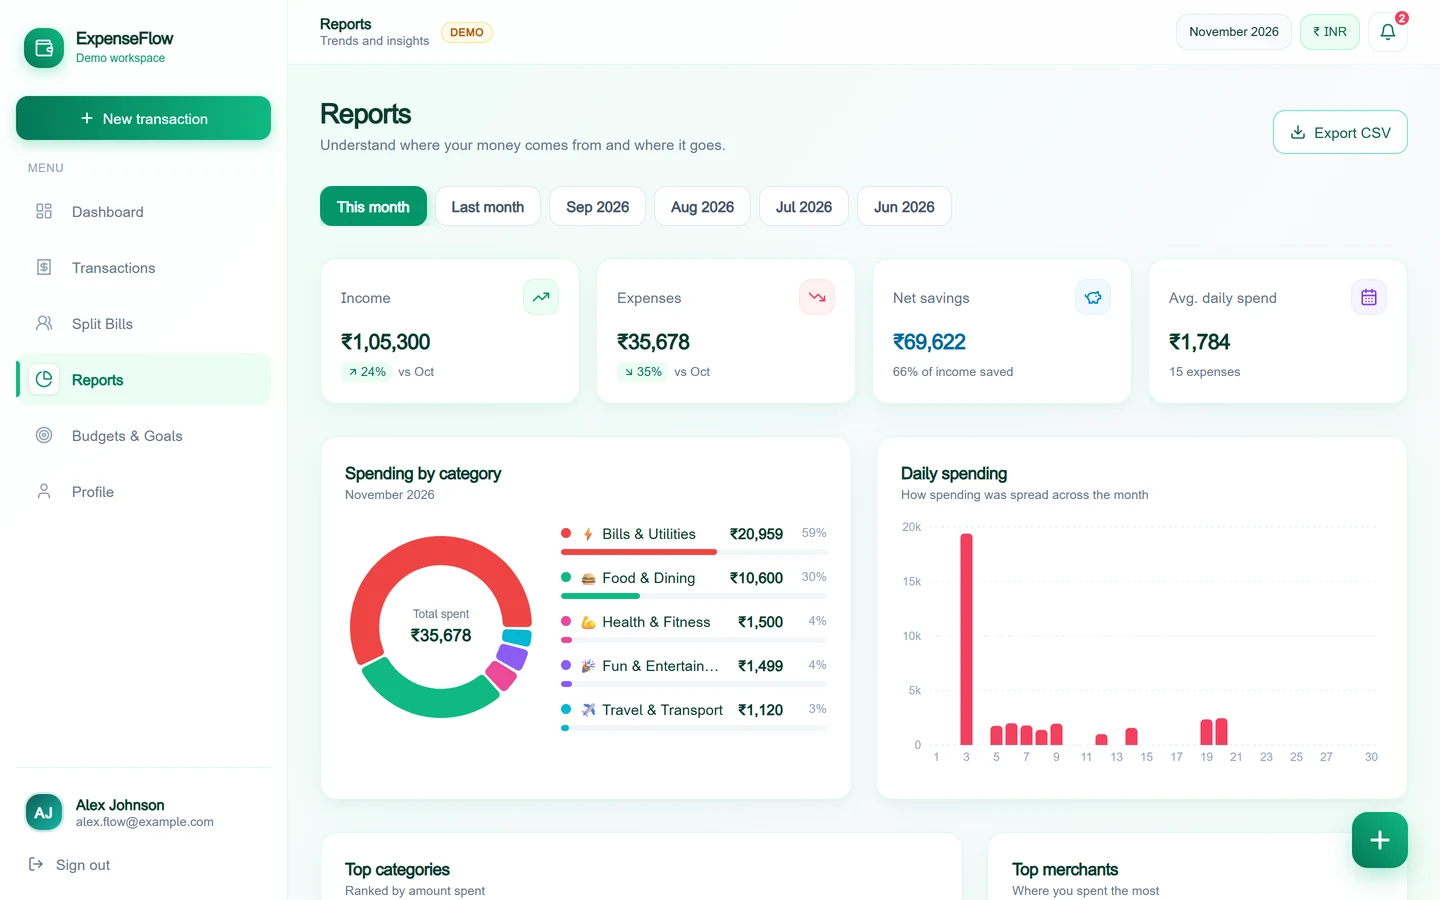 ExpenseFlow
Demo workspace
+ New transaction
MENU
Dashboard
Transactions
Split Bills
Reports
Budgets & Goals
Profile
AJ
Alex Johnson
alex.flow@example.com
Sign out
Reports
Trends and insights
DEMO
November 2026
₹ INR
2
Reports
Understand where your money comes from and where it goes.
Export CSV
This month
Last month
Sep 2026
Aug 2026
Jul 2026
Jun 2026
Income
₹1,05,300
24% vs Oct
Expenses
₹35,678
35% vs Oct
Net savings
₹69,622
66% of income saved
Avg. daily spend
₹1,784
15 expenses
Spending by category
November 2026
Total spent
₹35,678
Bills & Utilities ₹20,959 59%
Food & Dining ₹10,600 30%
Health & Fitness ₹1,500 4%
Fun & Entertain... ₹1,499 4%
Travel & Transport ₹1,120 3%
Daily spending
How spending was spread across the month
20k
15k
10k
5k
0
1 3 5 7 9 11 13 15 17 19 21 23 25 27 30
Top categories
Ranked by amount spent
Top merchants
Where you spent the most
+